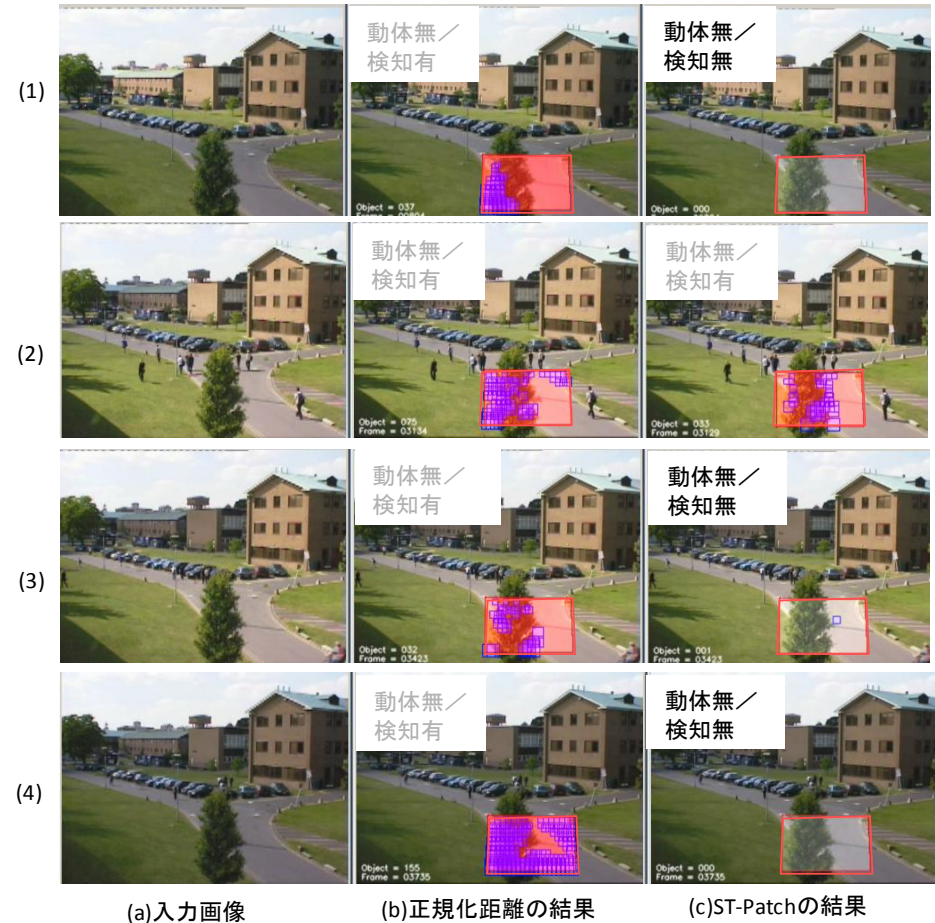 (1)
動体無／
検知有
Object = 037
動体無／
検知無
Object = 000
(2)
動体無／
検知有
Object = 075
Frame = 03134
動体無／
検知有
Object = 033
Frame = 03129
(3)
動体無／
検知有
Object = 032
Frame = 03423
動体無／
検知無
Object = 001
Frame = 03423
(4)
動体無／
検知有
Object = 155
Frame = 03735
動体無／
検知無
Object = 000
Frame = 03735
(a)入力画像
(b)正規化距離の結果
(c)ST-Patchの結果